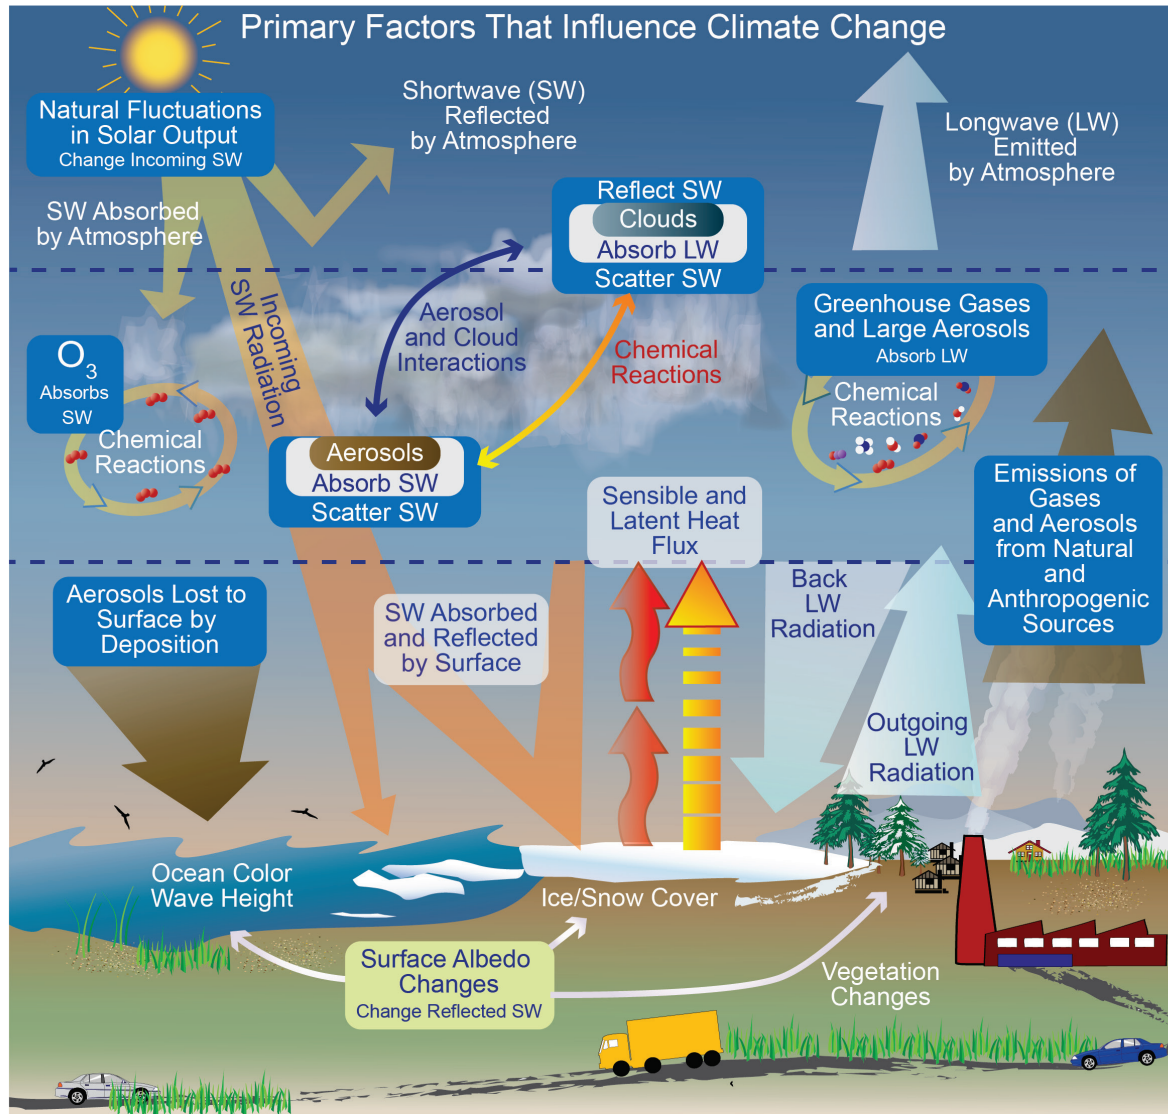 Primary Factors That Influence Climate Change
Natural Fluctuations
in Solar Output
Change Incoming SW
Shortwave (SW)
Reflected
by Atmosphere
Longwave (LW)
Emitted
by Atmosphere
SW Absorbed
by Atmosphere
Reflect SW
Clouds
Absorb LW
Scatter SW
Incoming
SW Radiation
Aerosol
and Cloud
Interactions
Chemical
Reactions
Greenhouse Gases
and Large Aerosols
Absorb LW
Chemical
Reactions
O3
Absorbs
SW
Chemical
Reactions
Aerosols
Absorb SW
Scatter SW
Sensible and
Latent Heat
Flux
Emissions of
Gases
and Aerosols
from Natural
and
Anthropogenic
Sources
Aerosols Lost to
Surface by
Deposition
SW Absorbed
and Reflected
by Surface
Back
LW
Radiation
Outgoing
LW
Radiation
Ocean Color
Wave Height
Ice/Snow Cover
Surface Albedo
Changes
Change Reflected SW
Vegetation
Changes